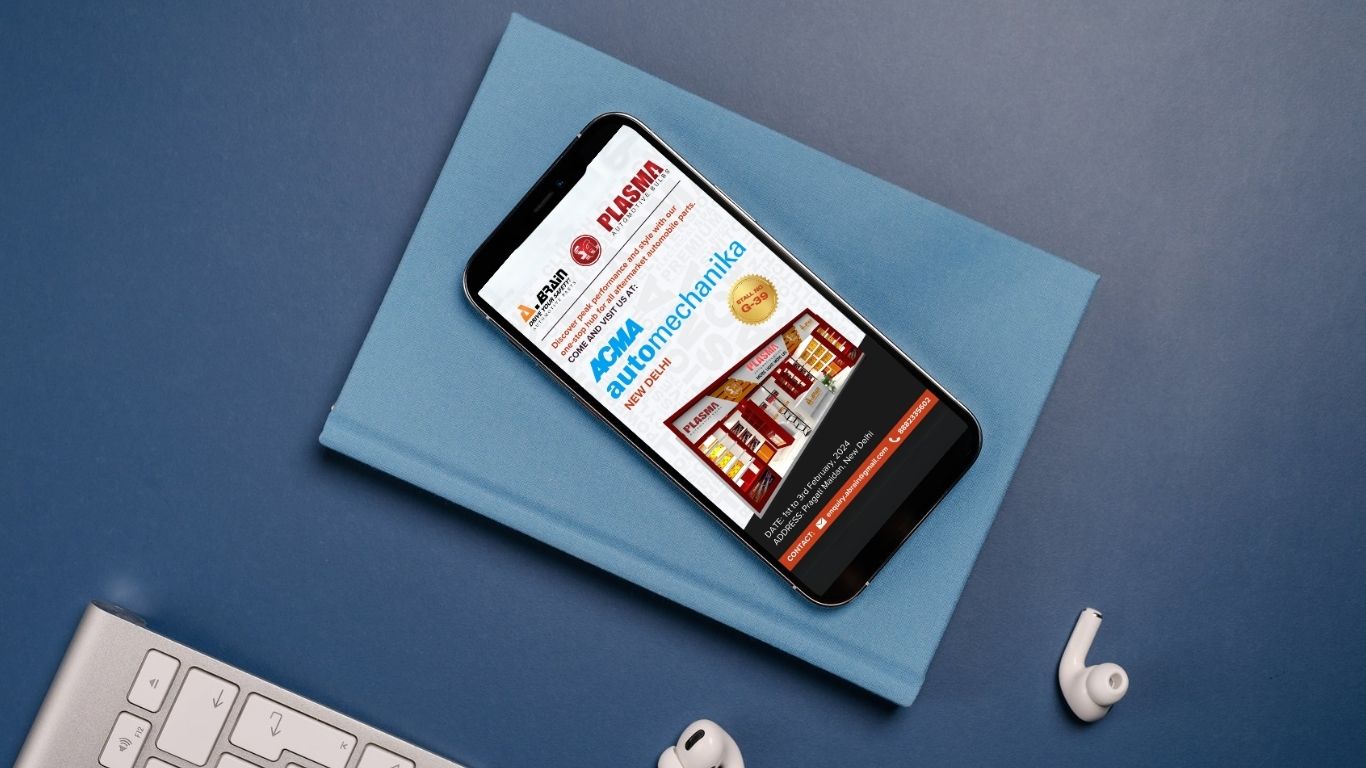 A.BRAiN
DRIVE YOUR SAFETY!
AUTOMOTIVE PARTS
PLASMA
AUTOMOTIVE BULBS
Discover peak performance and style with our
one-stop hub for all aftermarket automobile parts.
COME AND VISIT US AT:
ACMA
automechanika
NEW DELHI
STALL NO
G-39
PLASMA
PLASMA
DATE: 1st to 3rd February, 2024
ADDRESS: Pragati Maidan, New Delhi
CONTACT: enquiry.abrain@gmail.com 8882335602
F12